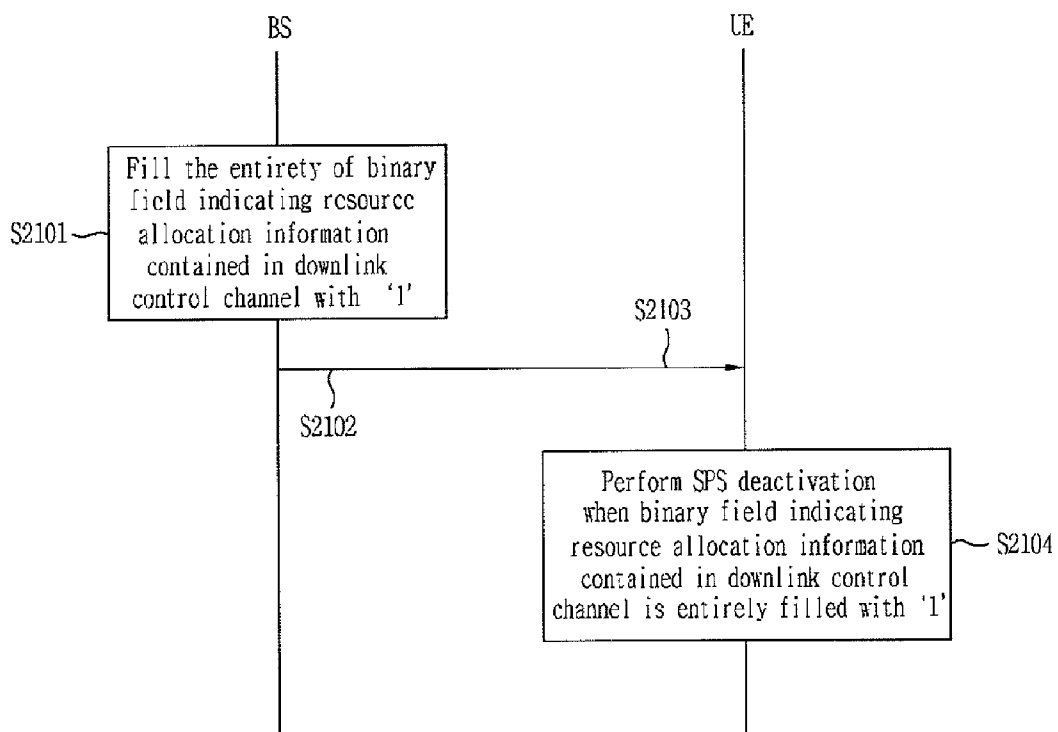 BS
UE
Fill the entirety of binary
field indicating resource
allocation information
contained in downlink
control channel with '1'
S2101
S2103
S2102
Perform SPS deactivation
when binary field indicating
resource allocation information
contained in downlink control
channel is entirely filled with '1'
S2104